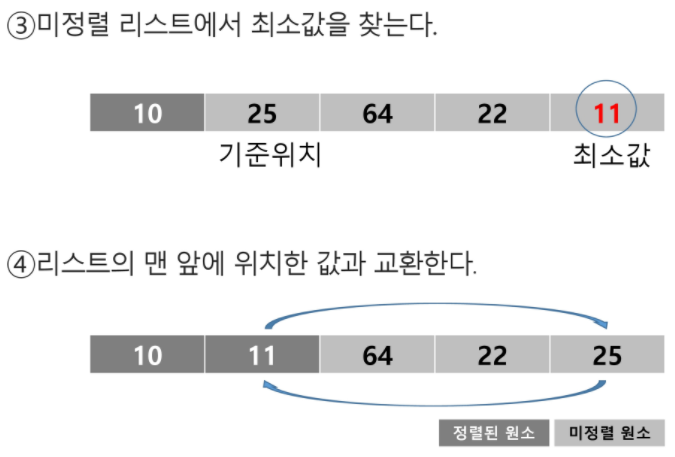 ③미정렬 리스트에서 최소값을 찾는다.
10 25 64 22 11
기준위치 최소값
④리스트의 맨 앞에 위치한 값과 교환한다.
10 11 64 22 25
정렬된 원소 미정렬 원소